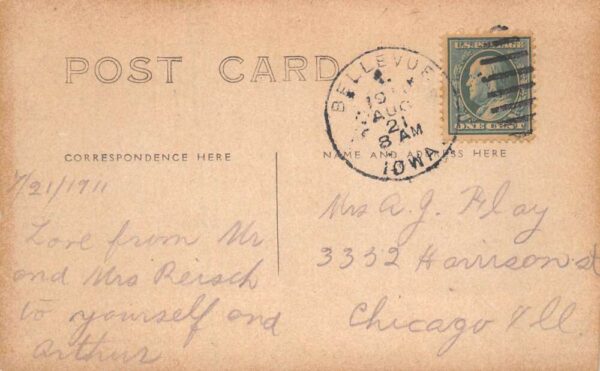 POST CARD
BELLEVUE
AUG
21
8 AM
IOWA
U.S. POSTAGE
ONE CENT
CORRESPONDENCE HERE
NAME AND ADDRESS HERE
/21/1911
Love from Mr
and Mrs Reisch
to yourself and
Arthur
Mrs A. J. Flay
3332 Harrison st
Chicago Ill.